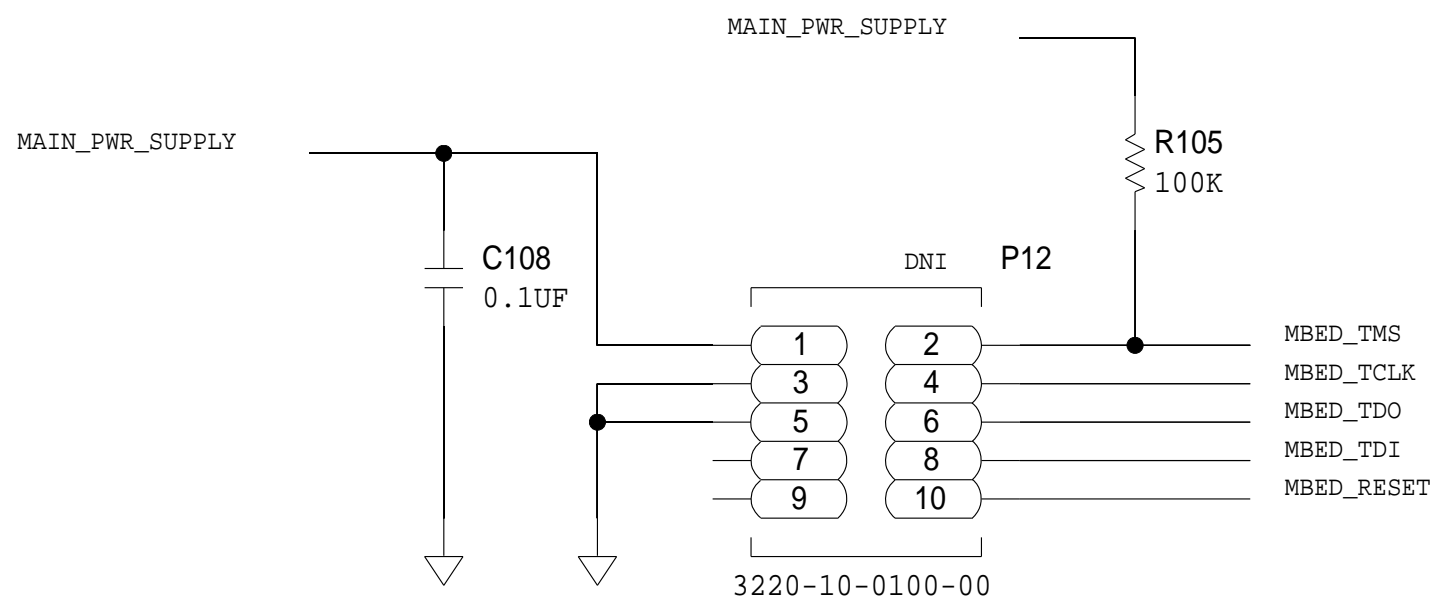 MAIN_PWR_SUPPLY
MAIN_PWR_SUPPLY
R105
100K
C108
0.1UF
DNI
P12
1 2 MBED_TMS
3 4 MBED_TCLK
5 6 MBED_TDO
7 8 MBED_TDI
9 10 MBED_RESET
3220-10-0100-00